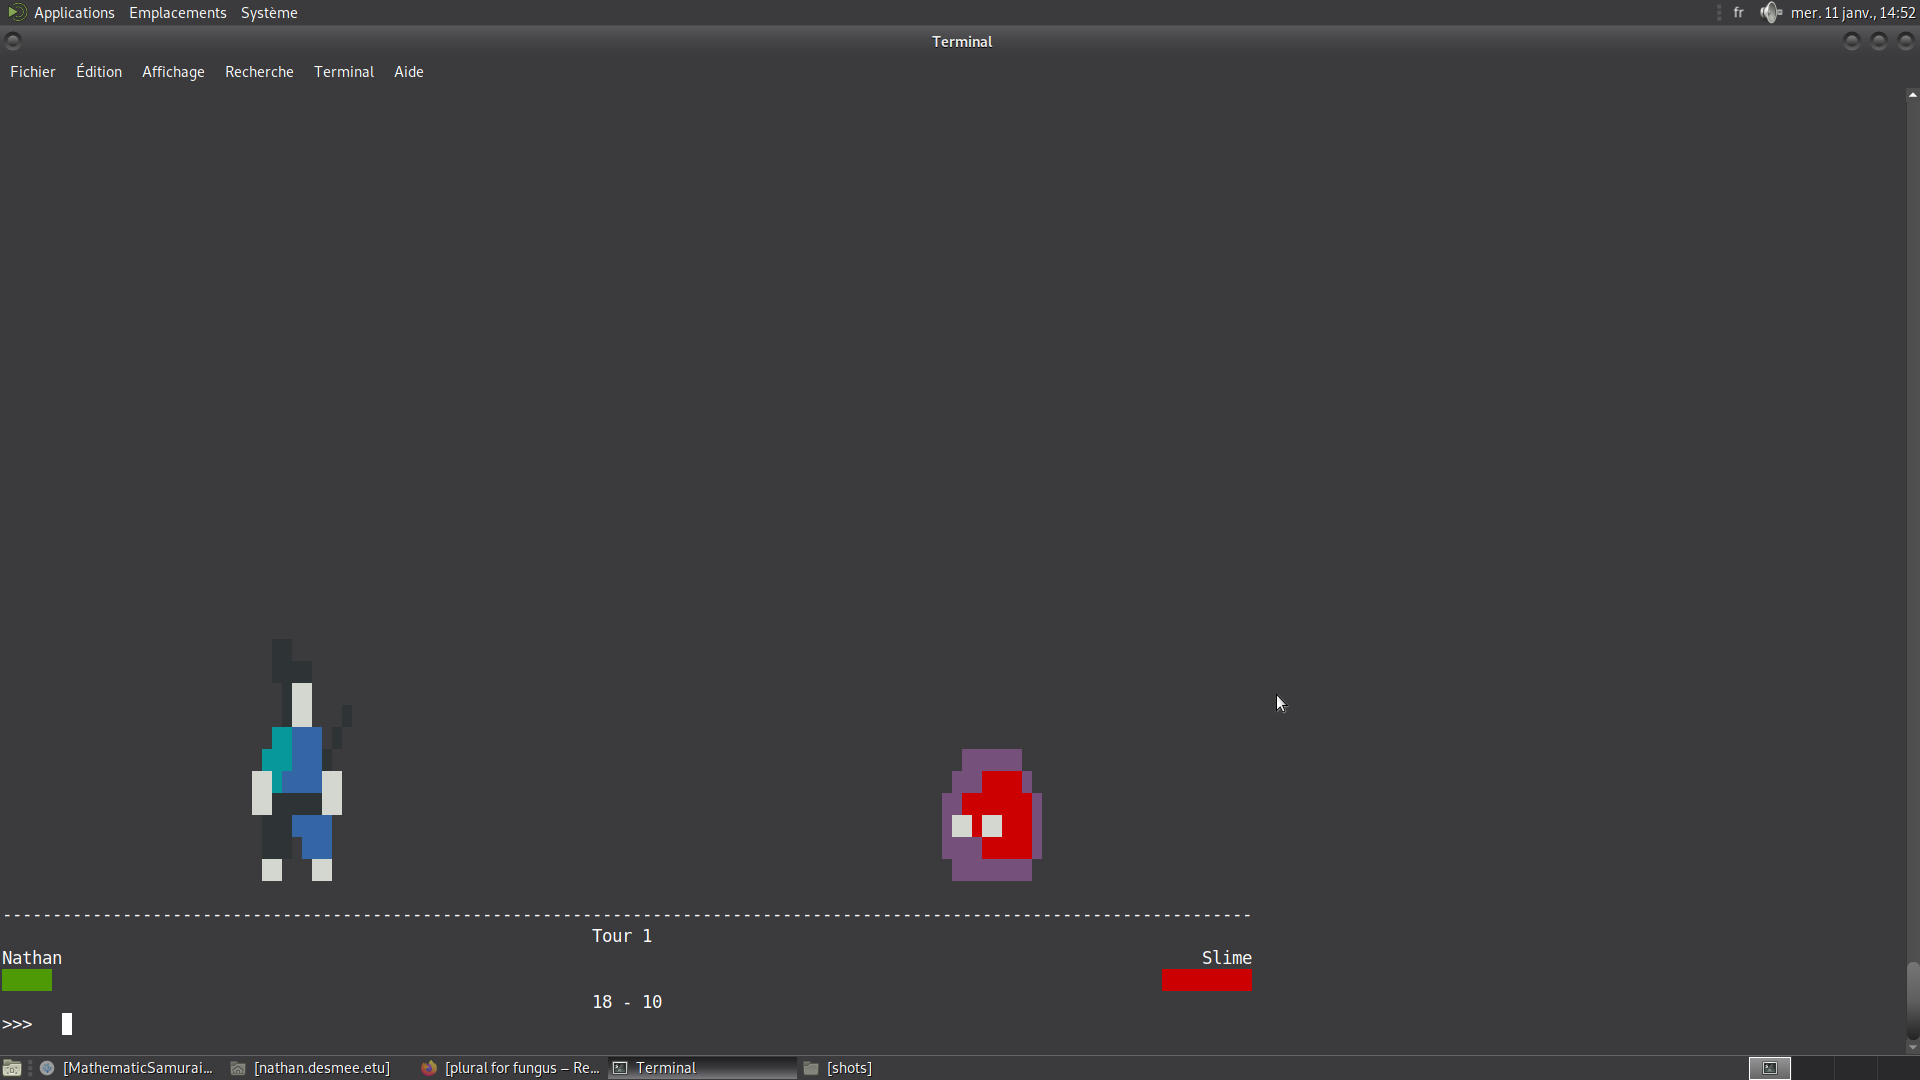 Applications Emplacements Système fr mer. 11 janv., 14:52
Terminal
Fichier Édition Affichage Recherche Terminal Aide
--------------------------------------------------------------------------------------------------------------------------------
Tour 1
Nathan Slime
18 - 10
>>>
[MathematicSamurai... [nathan.desmee.etu] [plural for fungus – Re... Terminal [shots]